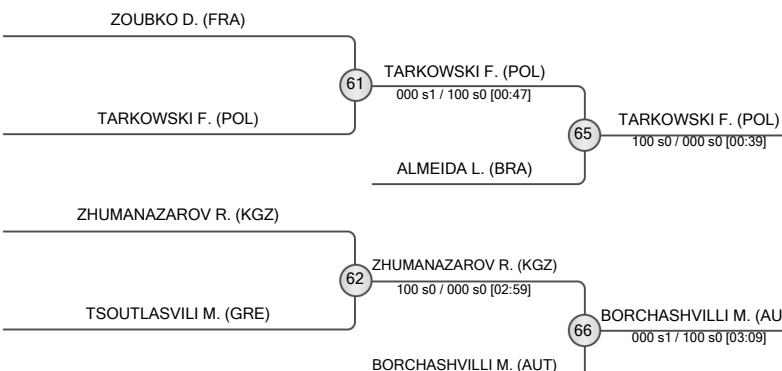 ZOUBKO D. (FRA)
61
TARKOWSKI F. (POL)
000 s1 / 100 s0 [00:47]
TARKOWSKI F. (POL)
65
TARKOWSKI F. (POL)
100 s0 / 000 s0 [00:39]
ALMEIDA L. (BRA)
ZHUMANAZAROV R. (KGZ)
62
ZHUMANAZAROV R. (KGZ)
100 s0 / 000 s0 [02:59]
TSOUTLASVILI M. (GRE)
66
BORCHASHVILLI M. (AU
000 s1 / 100 s0 [03:09]
BORCHASHVILLI M. (AUT)